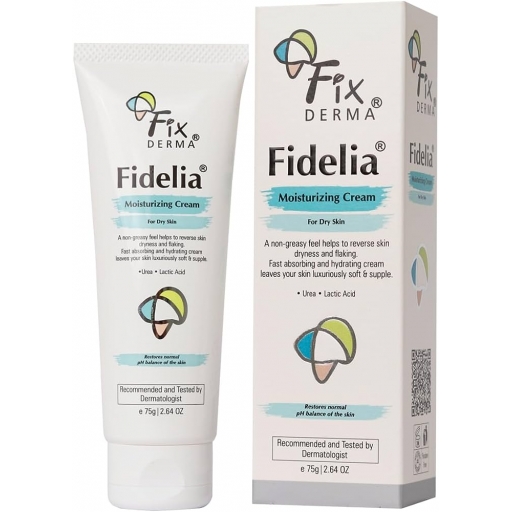 Fix
DERMA®
Fidelia®
Moisturizing Cream
For Dry Skin
A non-greasy feel helps to reverse skin
dryness and flaking.
Fast absorbing and hydrating cream
leaves your skin luxuriously soft & supple.
• Urea • Lactic Acid
Restores normal
pH balance of the skin
Recommended and Tested by
Dermatologist
e 75g | 2.64 OZ
Fix
DERMA®
Fidelia®
Moisturizing Cream
For Dry Skin
A non-greasy feel helps to reverse skin
dryness and flaking.
Fast absorbing and hydrating cream
leaves your skin luxuriously soft & supple.
• Urea • Lactic Acid
Restores normal
pH balance of the skin
Recommended and Tested by
Dermatologist
e 75g | 2.64 OZ
Fix
DERMA®
Fidelia®
Moisturizing Cream